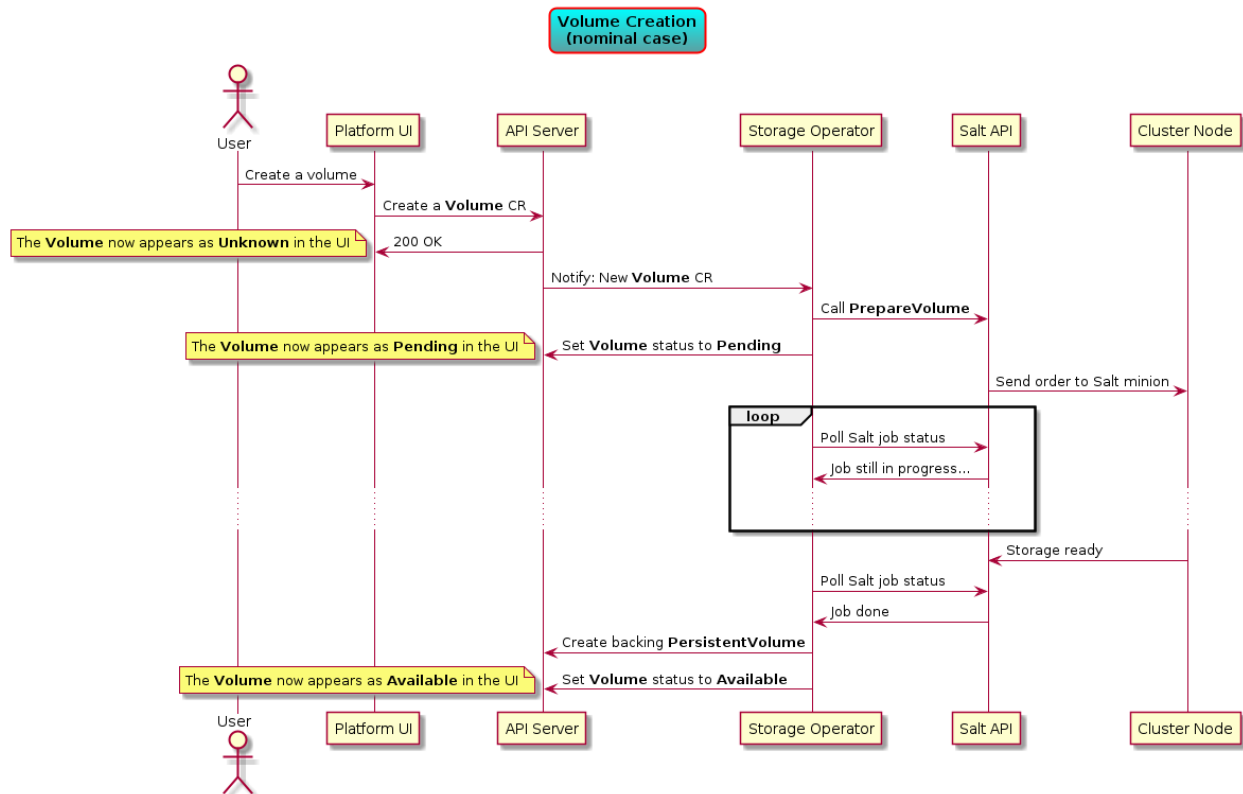 Volume Creation
(nominal case)
User
Platform UI
API Server
Storage Operator
Salt API
Cluster Node
Create a volume
Create a Volume CR
The Volume now appears as Unknown in the UI
200 OK
Notify: New Volume CR
Call PrepareVolume
The Volume now appears as Pending in the UI
Set Volume status to Pending
Send order to Salt minion
loop
Poll Salt job status
Job still in progress...
Storage ready
Poll Salt job status
Job done
Create backing PersistentVolume
The Volume now appears as Available in the UI
Set Volume status to Available
User
Platform UI
API Server
Storage Operator
Salt API
Cluster Node